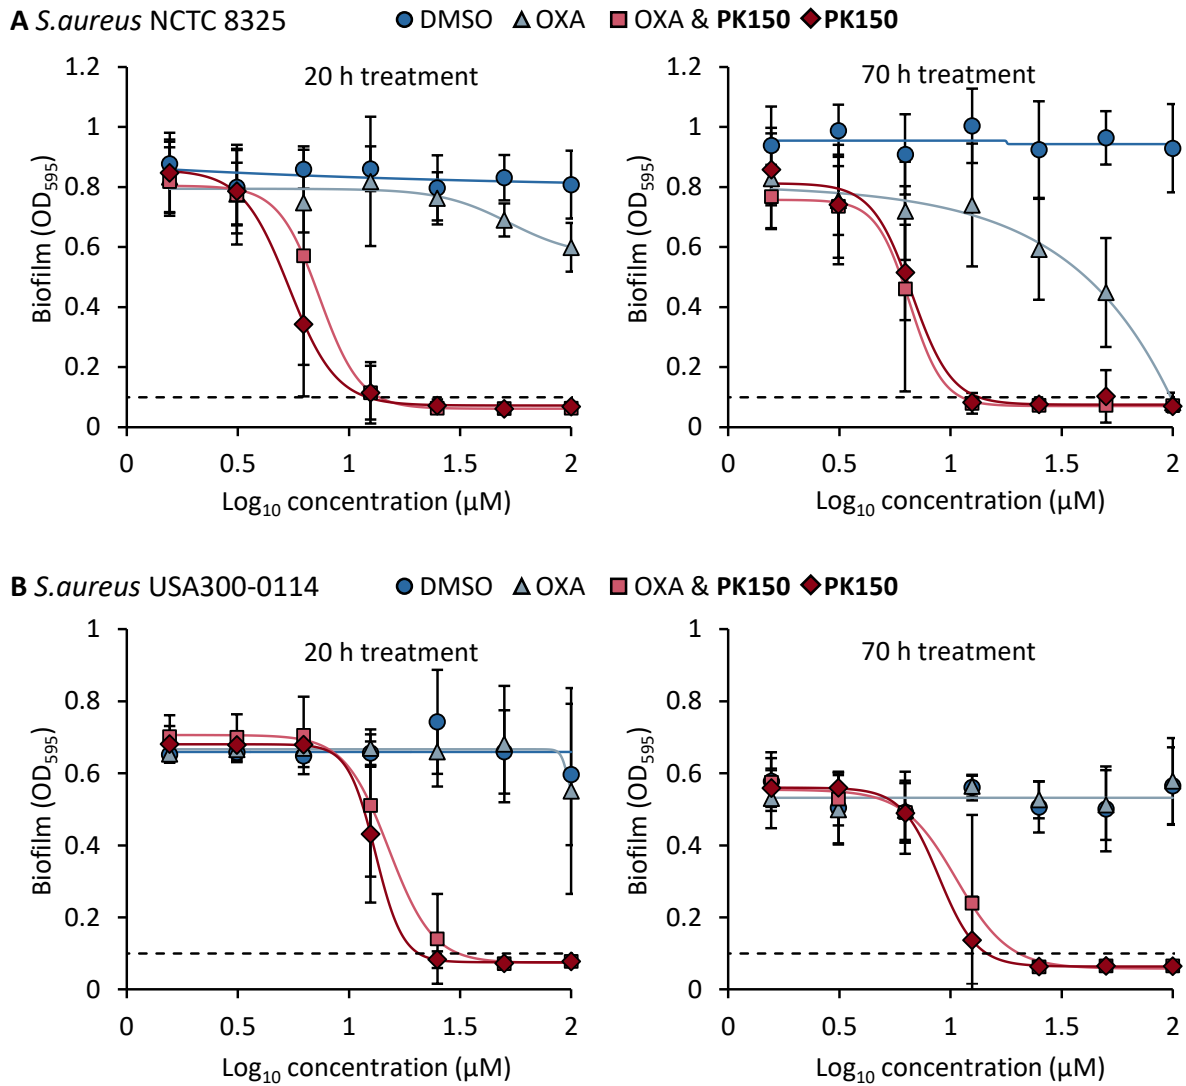 A S.aureus NCTC 8325
DMSO OXA OXA & PK150 PK150
20 h treatment
Biofilm (OD595)
1.2
1
0.8
0.6
0.4
0.2
0
0 0.5 1 1.5 2
Log10 concentration (μM)
70 h treatment
Biofilm (OD595)
1.2
1
0.8
0.6
0.4
0.2
0
0 0.5 1 1.5 2
Log10 concentration (μM)
B S.aureus USA300-0114
DMSO OXA OXA & PK150 PK150
20 h treatment
Biofilm (OD595)
1
0.8
0.6
0.4
0.2
0
0 0.5 1 1.5 2
Log10 concentration (μM)
70 h treatment
Biofilm (OD595)
1
0.8
0.6
0.4
0.2
0
0 0.5 1 1.5 2
Log10 concentration (μM)